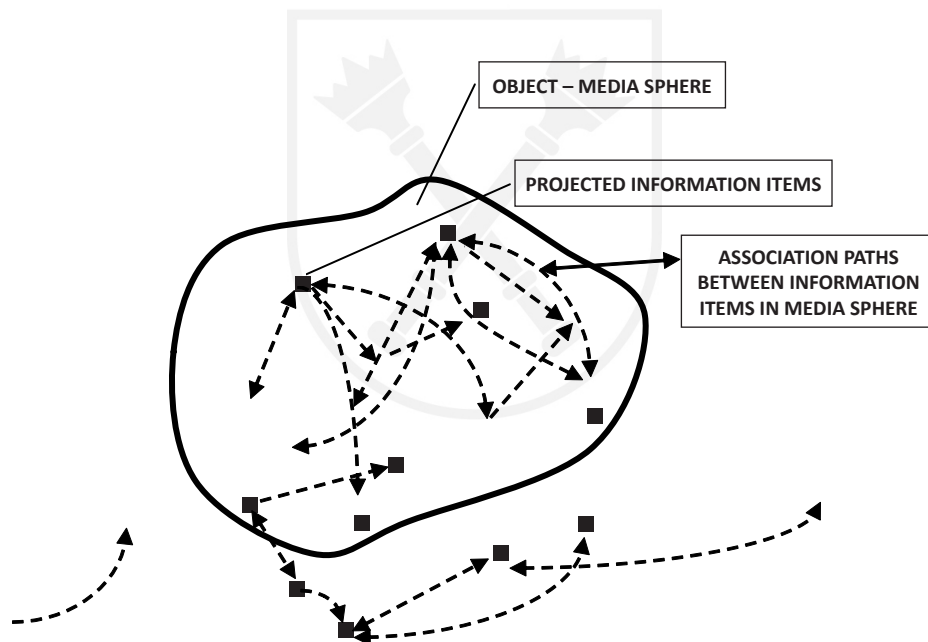 OBJECT – MEDIA SPHERE
PROJECTED INFORMATION ITEMS
ASSOCIATION PATHS
BETWEEN INFORMATION
ITEMS IN MEDIA SPHERE